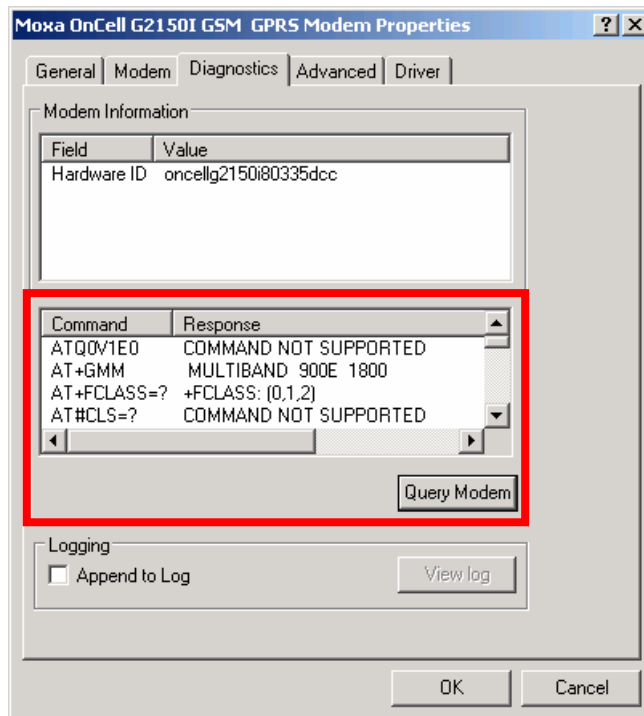 Moxa OnCell G2150I GSM GPRS Modem Properties
General Modem Diagnostics Advanced Driver
Modem Information
Field Value
Hardware ID oncellg2150i80335dcc
Command Response
ATQ0V1E0 COMMAND NOT SUPPORTED
AT+GMM MULTIBAND 900E 1800
AT+FCLASS=? +FCLASS: (0,1,2)
AT#CLS=? COMMAND NOT SUPPORTED
Query Modem
Logging
Append to Log View log
OK Cancel